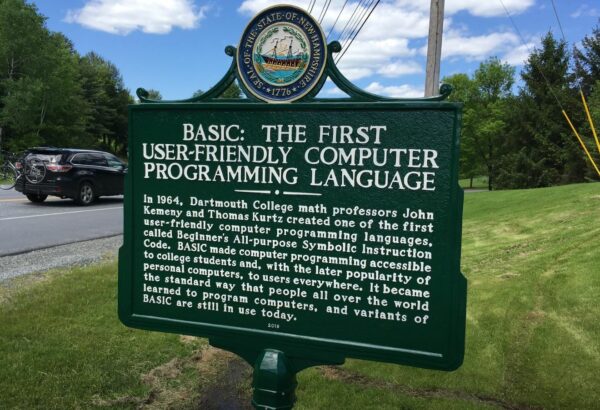 SEAL·OF·THE·STATE·OF·NEW HAMPSHIRE
1776
BASIC: THE FIRST
USER-FRIENDLY COMPUTER
PROGRAMMING LANGUAGE
In 1964, Dartmouth College math professors John
Kemeny and Thomas Kurtz created one of the first
user-friendly computer programming languages,
called Beginner's All-purpose Symbolic Instruction
Code. BASIC made computer programming accessible
to college students and, with the later popularity of
personal computers, to users everywhere. It became
the standard way that people all over the world
learned to program computers, and variants of
BASIC are still in use today.
2018